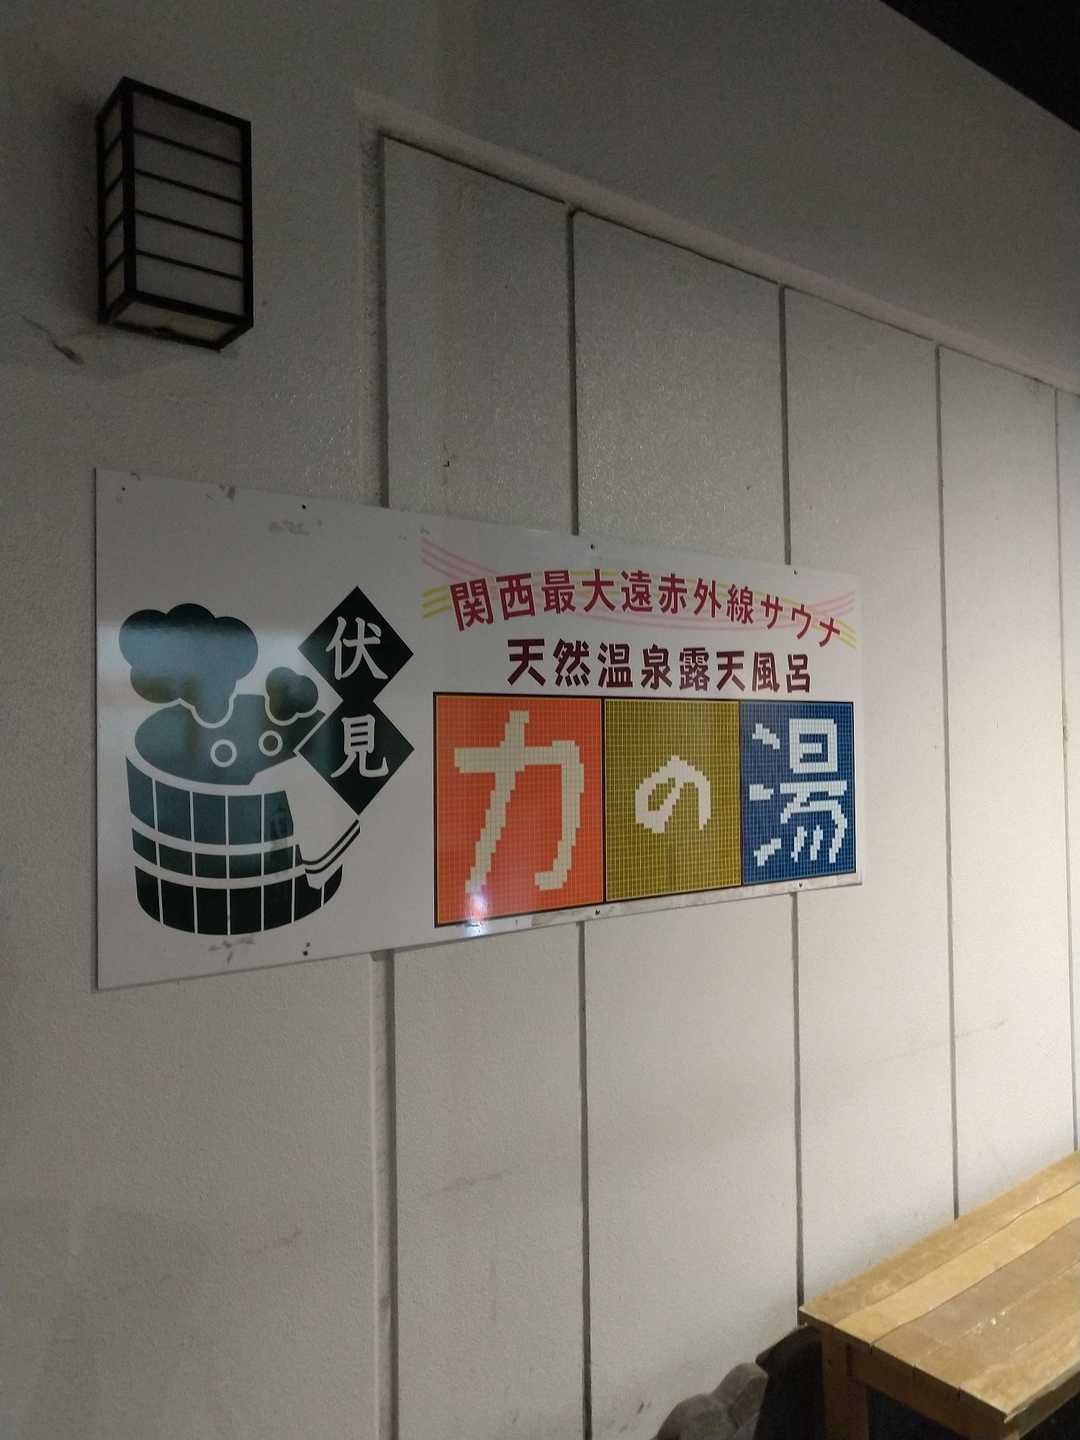 伏見
関西最大遠赤外線サウナ
天然温泉露天風呂
力の湯